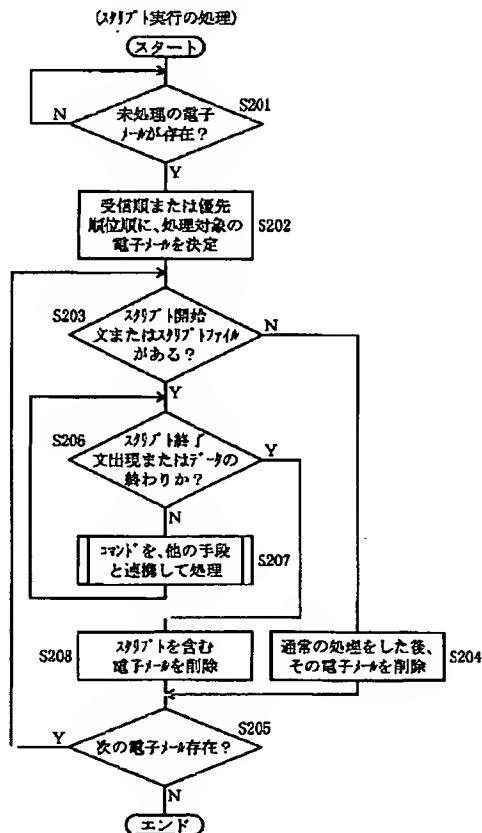 (スクリプト実行の処理)
スタート
S201
未処理の電子
メールが存在?
N
Y
受信順または優先
順位順に、処理対象の
電子メールを決定
S202
S203
スクリプト開始
文またはスクリプトファイル
がある?
N
Y
S206
スクリプト終了
文出現またはデータの
終わりか?
Y
N
コマンドを、他の手段
と連携して処理
S207
S208
スクリプトを含む
電子メールを削除
通常の処理をした後、
その電子メールを削除
S204
S205
次の電子メール存在?
Y
N
エンド